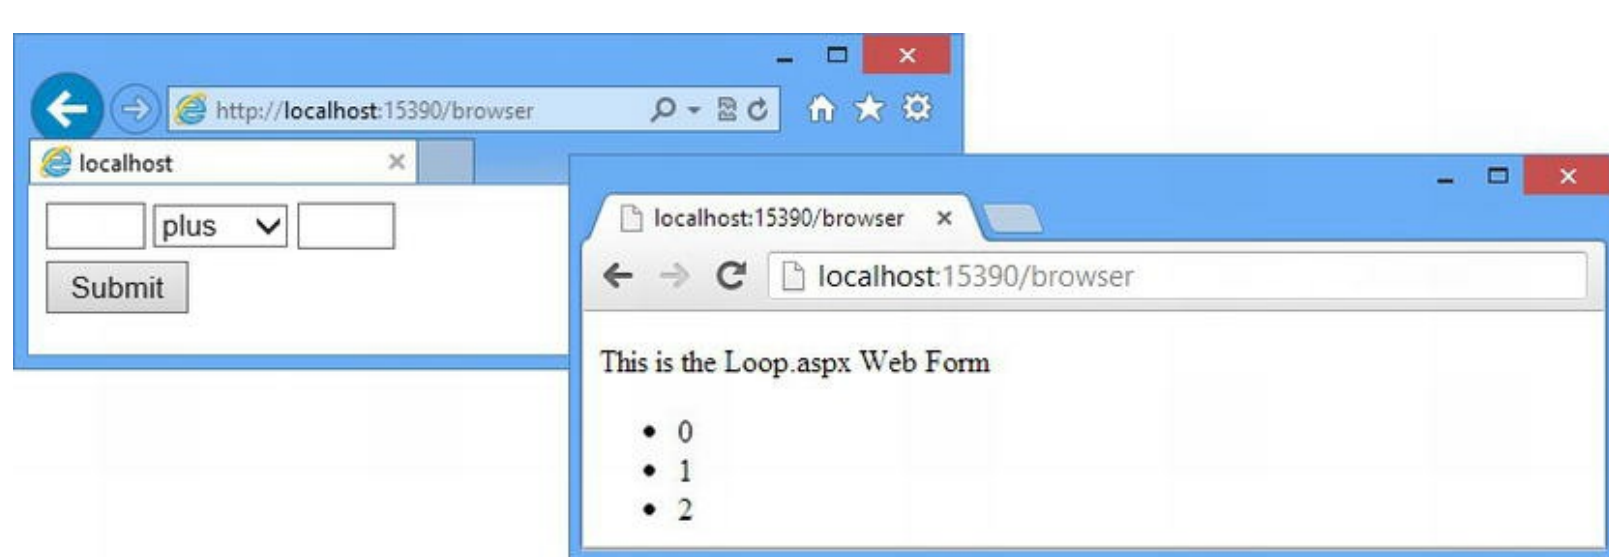 http://localhost:15390/browser
localhost
plus
Submit
localhost:15390/browser
localhost:15390/browser
This is the Loop.aspx Web Form
• 0
• 1
• 2